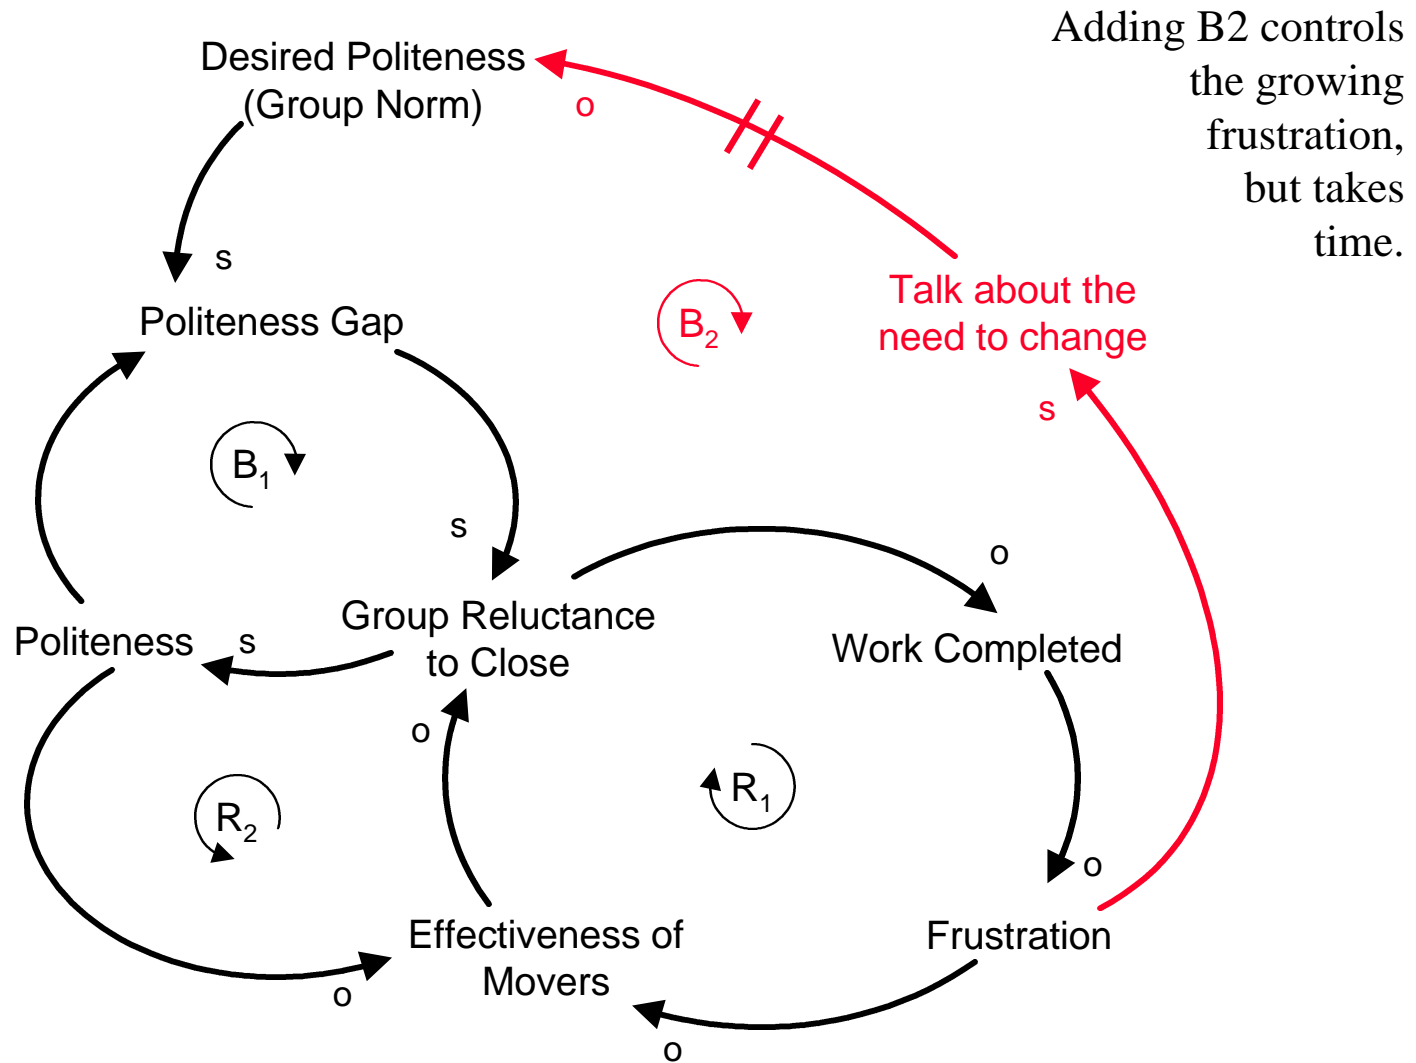 Adding B2 controls
the growing
frustration,
but takes
time.
Desired Politeness
(Group Norm)
o
s
Politeness Gap
Talk about the
need to change
B2
s
B1
s
o
Group Reluctance
to Close
Politeness
s
Work Completed
o
R1
R2
o
Effectiveness of
Movers
Frustration
o
o